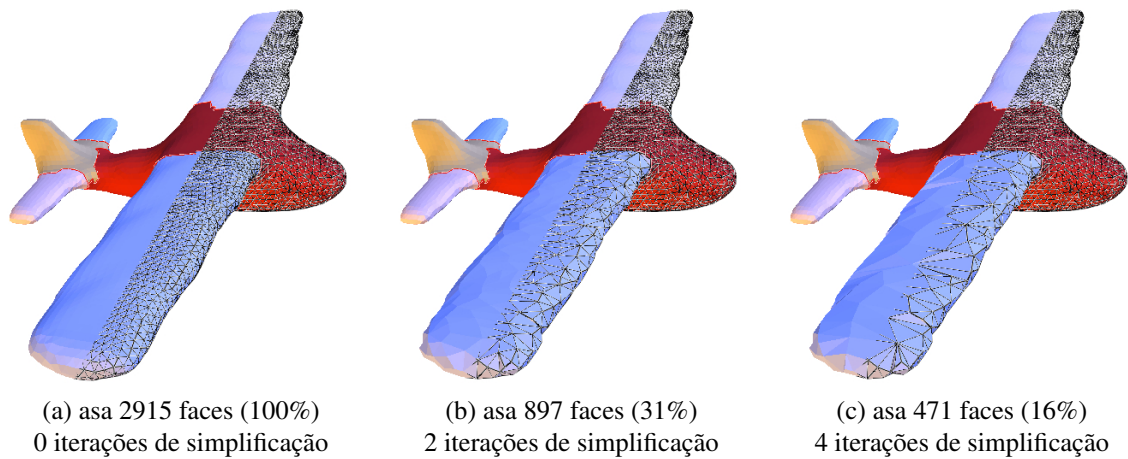 (a) asa 2915 faces (100%)
0 iterações de simplificação
(b) asa 897 faces (31%)
2 iterações de simplificação
(c) asa 471 faces (16%)
4 iterações de simplificação